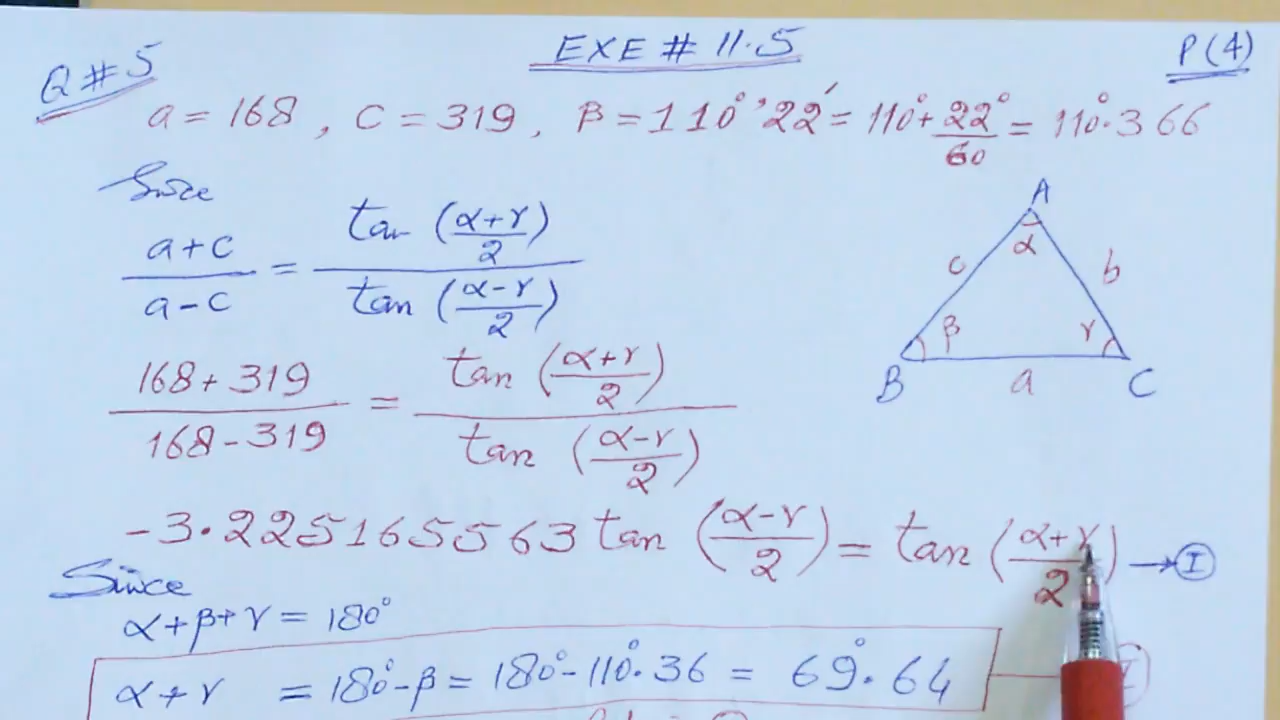 Q#5
EXE # 11.5
P(4)
a = 168 , c = 319 , β = 110°, 22′ = 110° + 22°/60 = 110°.366
Since
(a+c)/(a-c) = tan((α+γ)/2) / tan((α-γ)/2)
(168+319)/(168-319) = tan((α+γ)/2) / tan((α-γ)/2)
A
α
c
b
β
γ
B
a
C
-3.225165563 tan((α-γ)/2) = tan((α+γ)/2) → I
Since
α+β+γ = 180°
α+γ = 180°-β = 180°-110°.36 = 69°.64